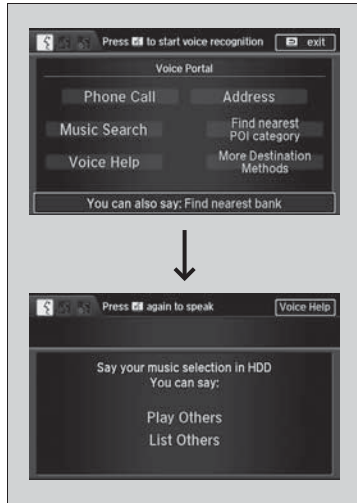 Press to start voice recognition
exit
Voice Portal
Phone Call
Address
Music Search
Find nearest
POI category
Voice Help
More Destination
Methods
You can also say: Find nearest bank
Press again to speak
Voice Help
Say your music selection in HDD
You can say:
Play Others
List Others